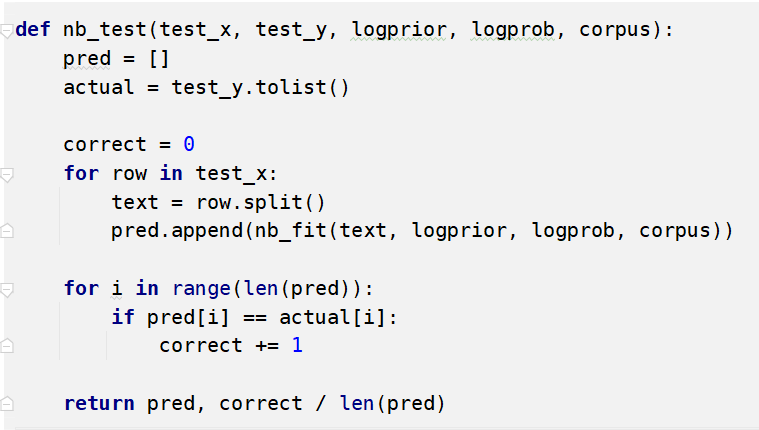 def nb_test(test_x, test_y, logprior, logprob, corpus):
    pred = []
    actual = test_y.tolist()

    correct = 0
    for row in test_x:
        text = row.split()
        pred.append(nb_fit(text, logprior, logprob, corpus))

    for i in range(len(pred)):
        if pred[i] == actual[i]:
            correct += 1

    return pred, correct / len(pred)